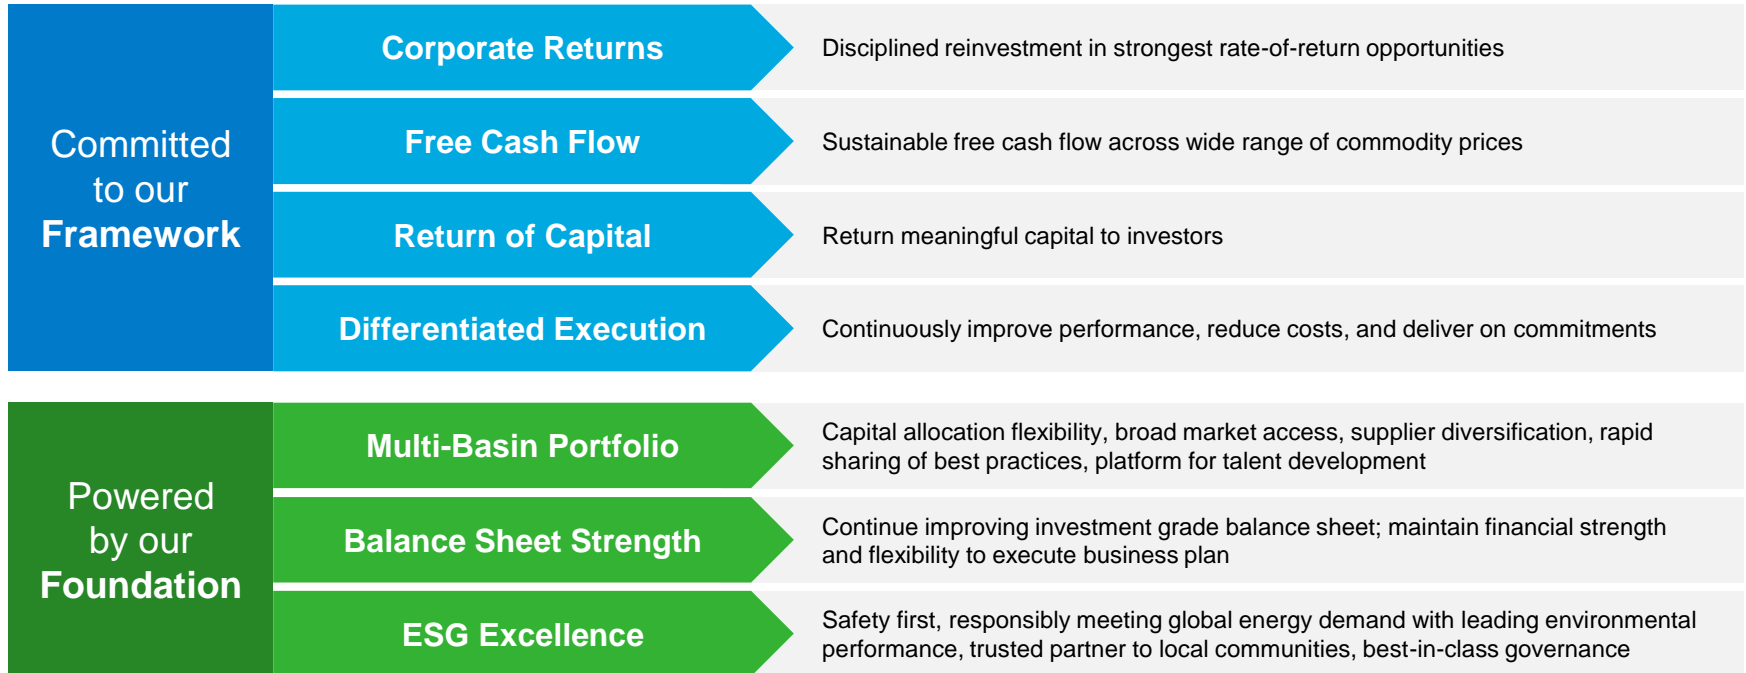 Committed
to our
Framework
Corporate Returns
Disciplined reinvestment in strongest rate-of-return opportunities
Free Cash Flow
Sustainable free cash flow across wide range of commodity prices
Return of Capital
Return meaningful capital to investors
Differentiated Execution
Continuously improve performance, reduce costs, and deliver on commitments
Powered
by our
Foundation
Multi-Basin Portfolio
Capital allocation flexibility, broad market access, supplier diversification, rapid
sharing of best practices, platform for talent development
Balance Sheet Strength
Continue improving investment grade balance sheet; maintain financial strength
and flexibility to execute business plan
ESG Excellence
Safety first, responsibly meeting global energy demand with leading environmental
performance, trusted partner to local communities, best-in-class governance